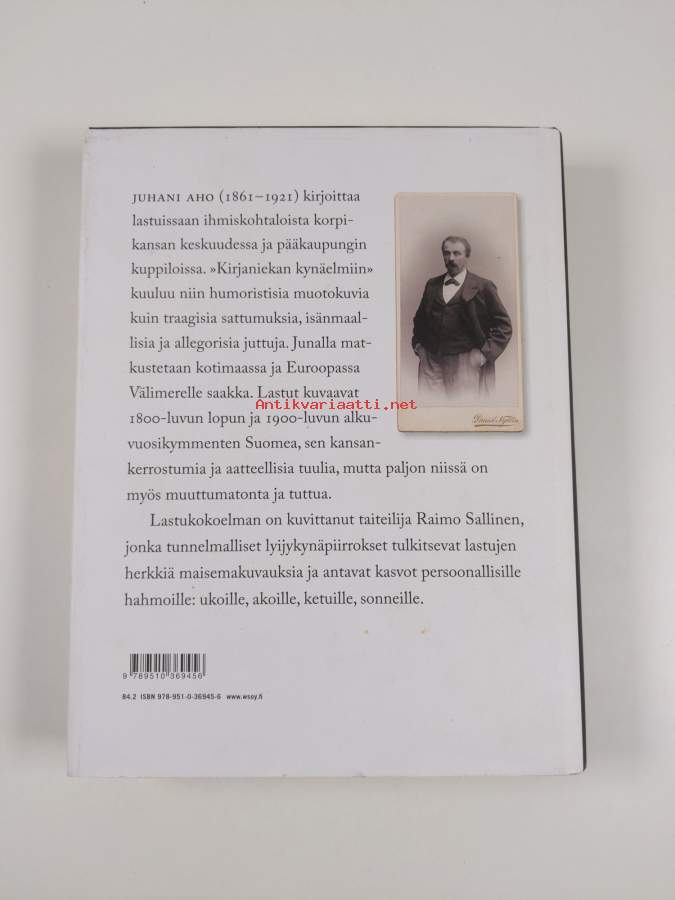 JUHANI AHO (1861–1921) kirjoittaa
lastuissaan ihmiskohtaloista korpi-
kansan keskuudessa ja pääkaupungin
kuppiloissa. »Kirjaniekan kynäelmiin»
kuuluu niin humoristisia muotokuvia
kuin traagisia sattumuksia, isänmaal-
lisia ja allegorisia juttuja. Junalla mat-
kustetaan kotimaassa ja Euroopassa
Välimerelle saakka. Lastut kuvaavat
1800-luvun lopun ja 1900-luvun alku-
vuosikymmenten Suomea, sen kansan-
kerrostumia ja aatteellisia tuulia, mutta paljon niissä on
myös muuttumatonta ja tuttua.
Lastukokoelman on kuvittanut taiteilija Raimo Sallinen,
jonka tunnelmalliset lyijykynäpiirrokset tulkitsevat lastujen
herkkiä maisemakuvauksia ja antavat kasvot persoonallisille
hahmoille: ukoille, akoille, ketuille, sonneille.
Daniel Nyblin
Antikvariaatti.net
9 789510 369456
84.2 ISBN 978-951-0-36945-6 www.wsoy.fi